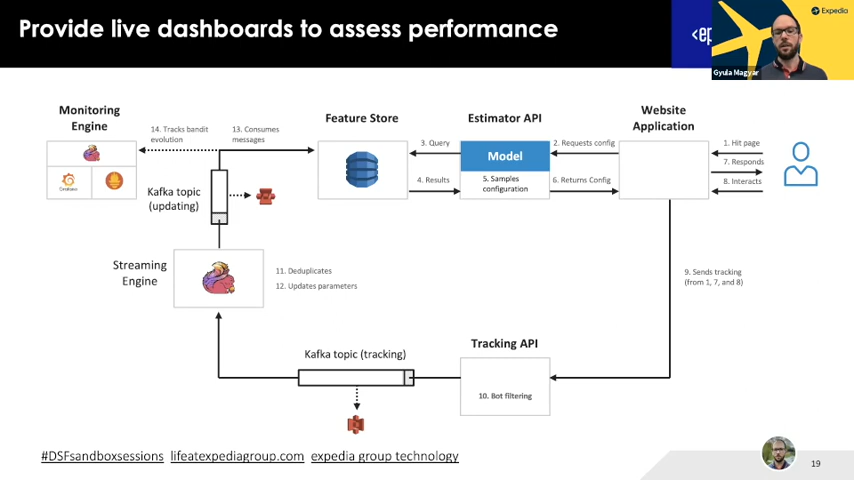 Provide live dashboards to assess performance
Expedia
<ep
Gyula Magyar
Monitoring
Engine
14. Tracks bandit
evolution
13. Consumes
messages
Feature Store
Estimator API
Website
Application
Model
3. Query
4. Results
5. Samples
configuration
2. Requests config
6. Returns Config
1. Hit page
7. Responds
8. Interacts
Kafka topic
(updating)
Streaming
Engine
11. Deduplicates
12. Updates parameters
9. Sends tracking
(from 1, 7, and 8)
Kafka topic (tracking)
Tracking API
10. Bot filtering
#DSFsandboxsessions lifeatexpediagroup.com expedia group technology
19